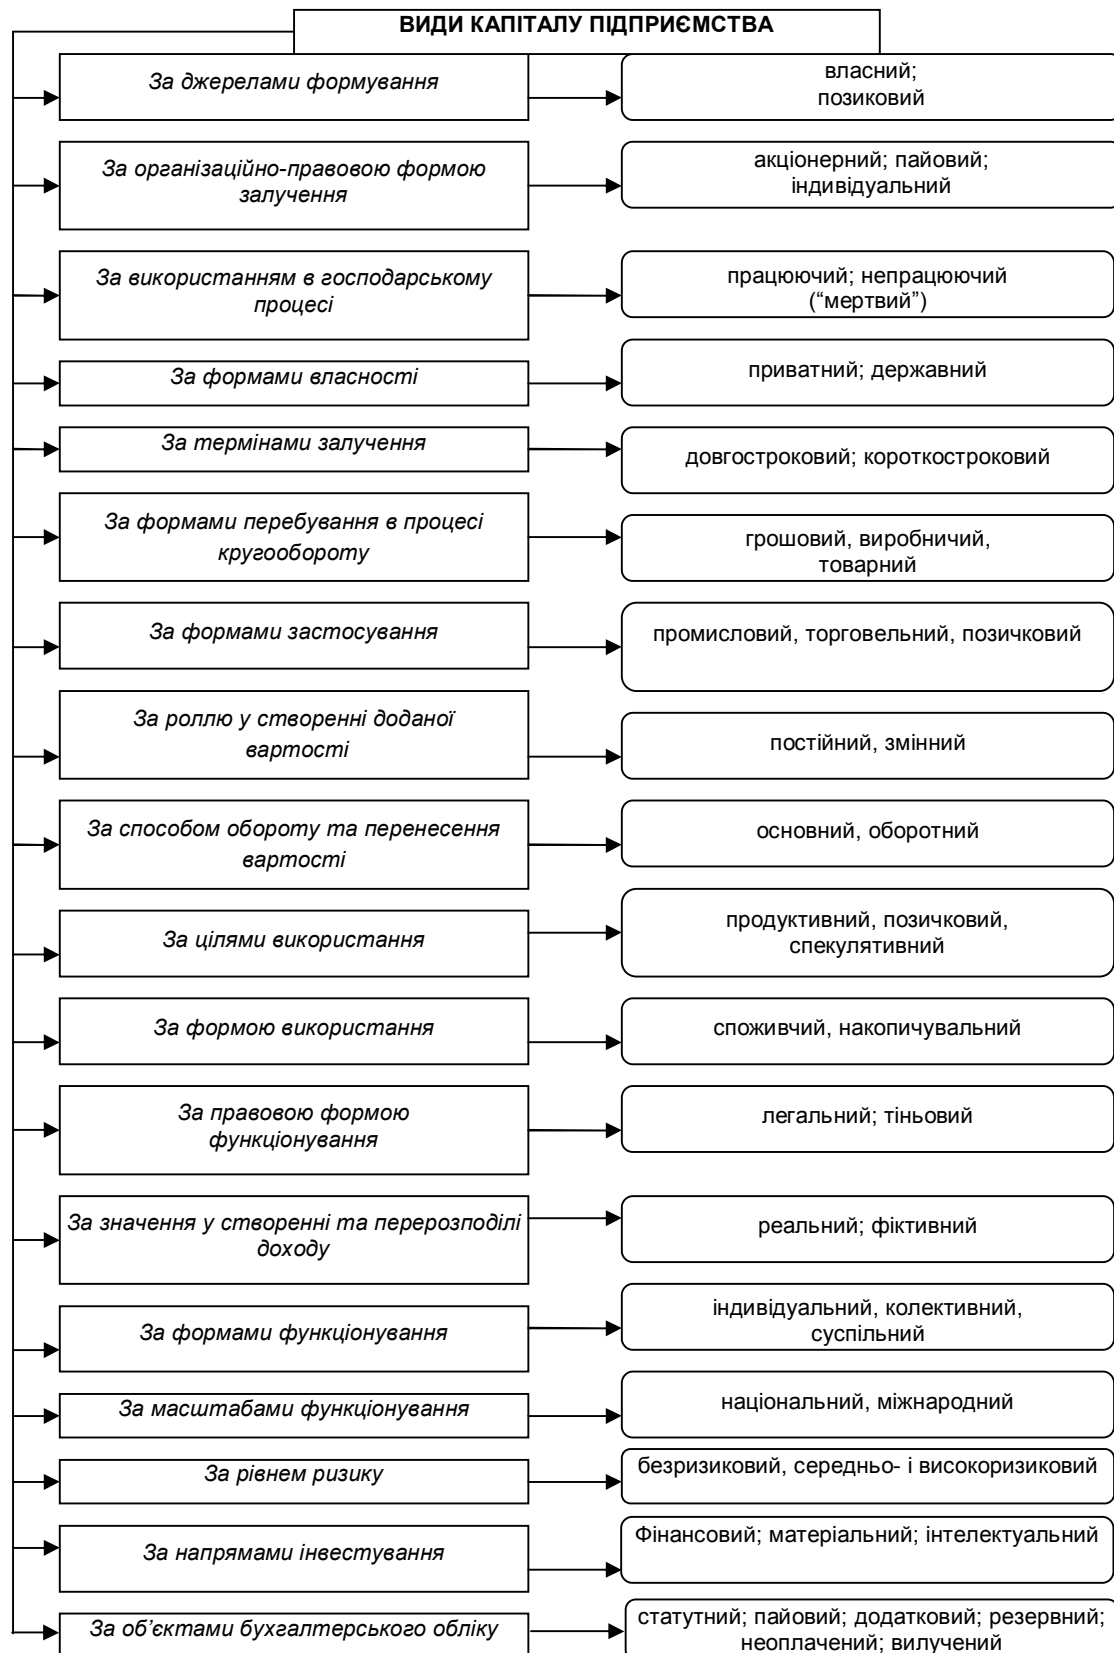 ВИДИ КАПІТАЛУ ПІДПРИЄМСТВА
За джерелами формування
власний;
позиковий
За організаційно-правовою формою
залучення
акціонерний; пайовий;
індивідуальний
За використанням в господарському
процесі
працюючий; непрацюючий
(“мертвий”)
За формами власності
приватний; державний
За термінами залучення
довгостроковий; короткостроковий
За формами перебування в процесі
кругообороту
грошовий, виробничий,
товарний
За формами застосування
промисловий, торговельний, позичковий
За роллю у створенні доданої
вартості
постійний, змінний
За способом обороту та перенесення
вартості
основний, оборотний
За цілями використання
продуктивний, позичковий,
спекулятивний
За формою використання
споживчий, накопичувальний
За правовою формою
функціонування
легальний; тіньовий
За значення у створенні та перерозподілі
доходу
реальний; фіктивний
За формами функціонування
індивідуальний, колективний,
суспільний
За масштабами функціонування
національний, міжнародний
За рівнем ризику
безризиковий, середньо- і високоризиковий
За напрямами інвестування
Фінансовий; матеріальний; інтелектуальний
За об’єктами бухгалтерського обліку
статутний; пайовий; додатковий; резервний;
неоплачений; вилучений